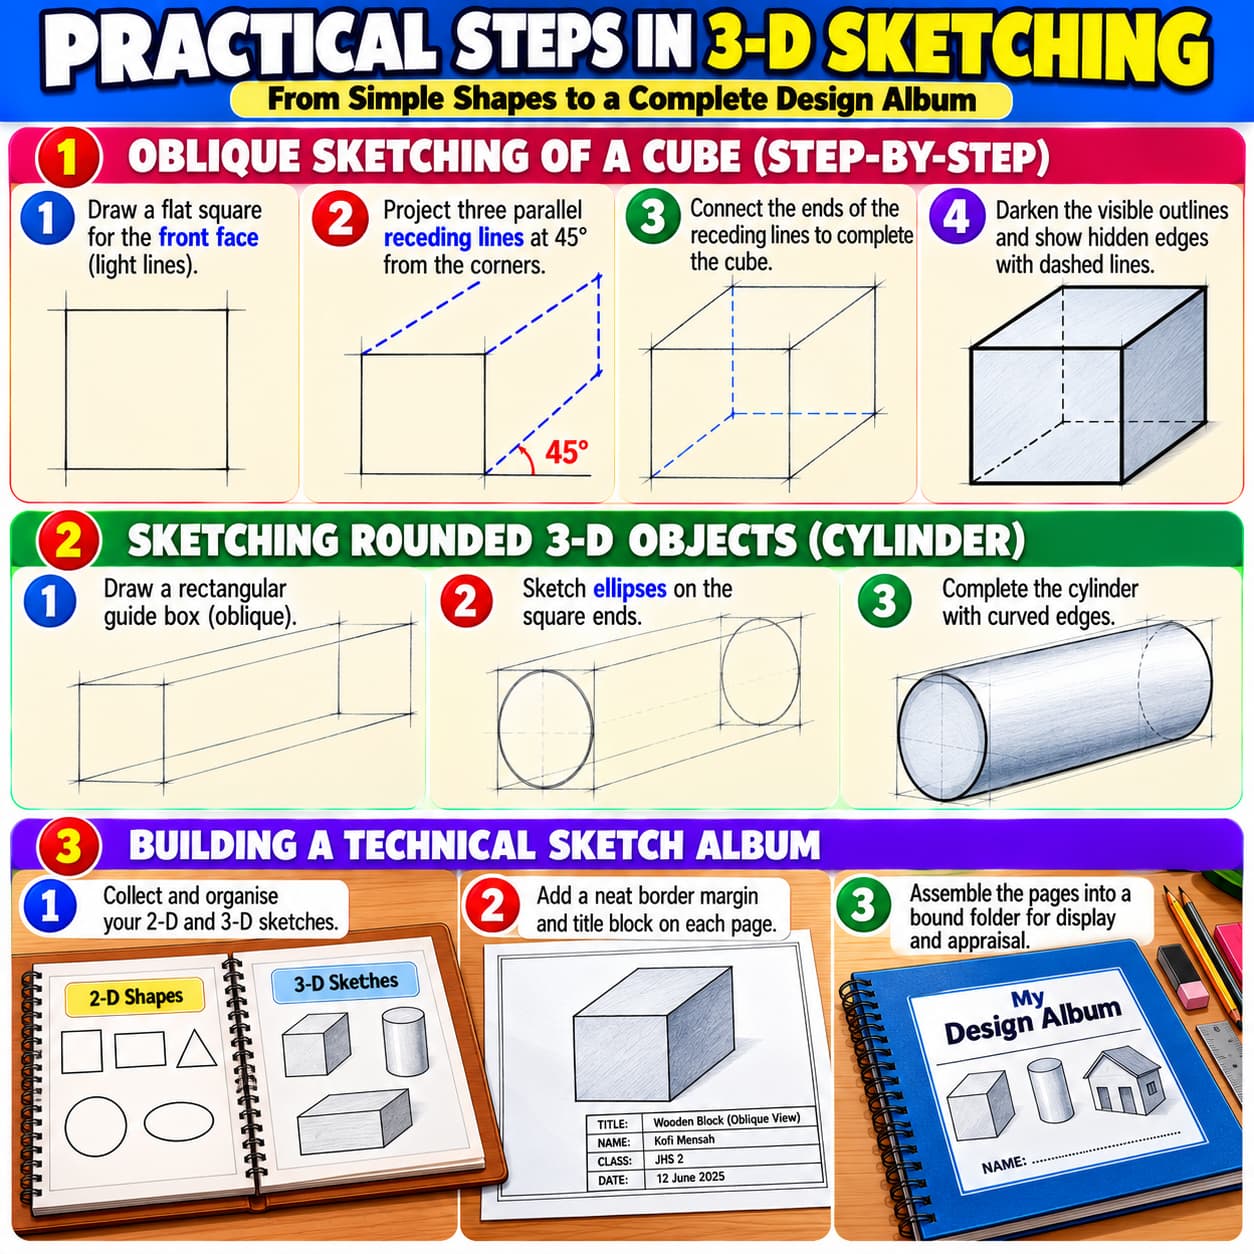 PRACTICAL STEPS IN 3-D SKETCHING
From Simple Shapes to a Complete Design Album
1 OBLIQUE SKETCHING OF A CUBE (STEP-BY-STEP)
1
Draw a flat square
for the front face
(light lines).
2
Project three parallel
receding lines at 45°
from the corners.
45°
3
Connect the ends of the
receding lines to complete
the cube.
4
Darken the visible outlines
and show hidden edges
with dashed lines.
2 SKETCHING ROUNDED 3-D OBJECTS (CYLINDER)
1
Draw a rectangular
guide box (oblique).
2
Sketch ellipses on the
square ends.
3
Complete the cylinder
with curved edges.
3 BUILDING A TECHNICAL SKETCH ALBUM
1
Collect and organise
your 2-D and 3-D sketches.
2-D Shapes
3-D Sketches
2
Add a neat border margin
and title block on each page.
TITLE: Wooden Block (Oblique View)
NAME: Kofi Mensah
CLASS: JHS 2
DATE: 12 June 2025
3
Assemble the pages into a
bound folder for display
and appraisal.
My
Design Album
NAME: ........................